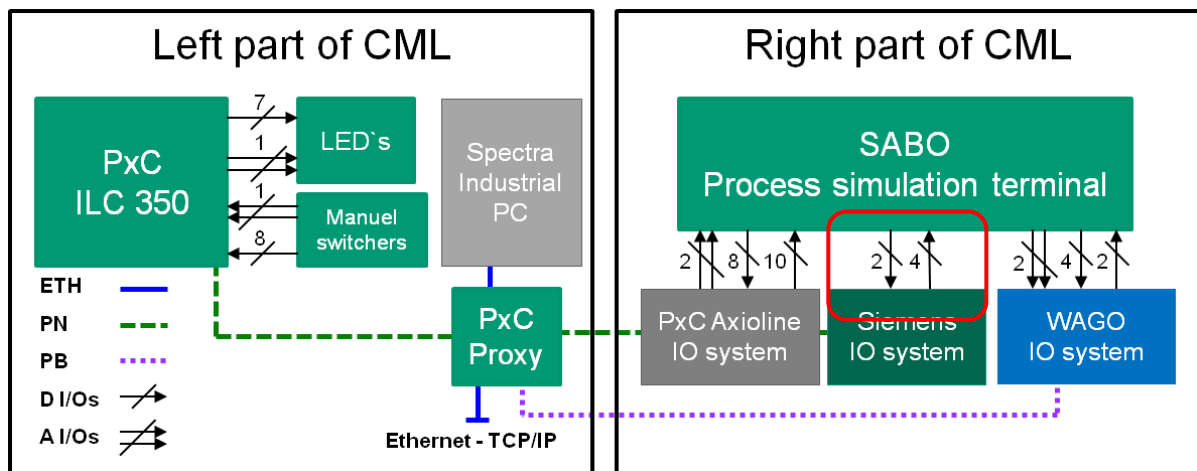 Left part of CML
Right part of CML
PxC
ILC 350
7
1
1
8
LED`s
Manuel
switchers
Spectra
Industrial
PC
SABO
Process simulation terminal
2
8
10
2
4
2
4
2
ETH
PN
PB
D I/Os
A I/Os
PxC
Proxy
PxC Axioline
IO system
Siemens
IO system
WAGO
IO system
Ethernet - TCP/IP